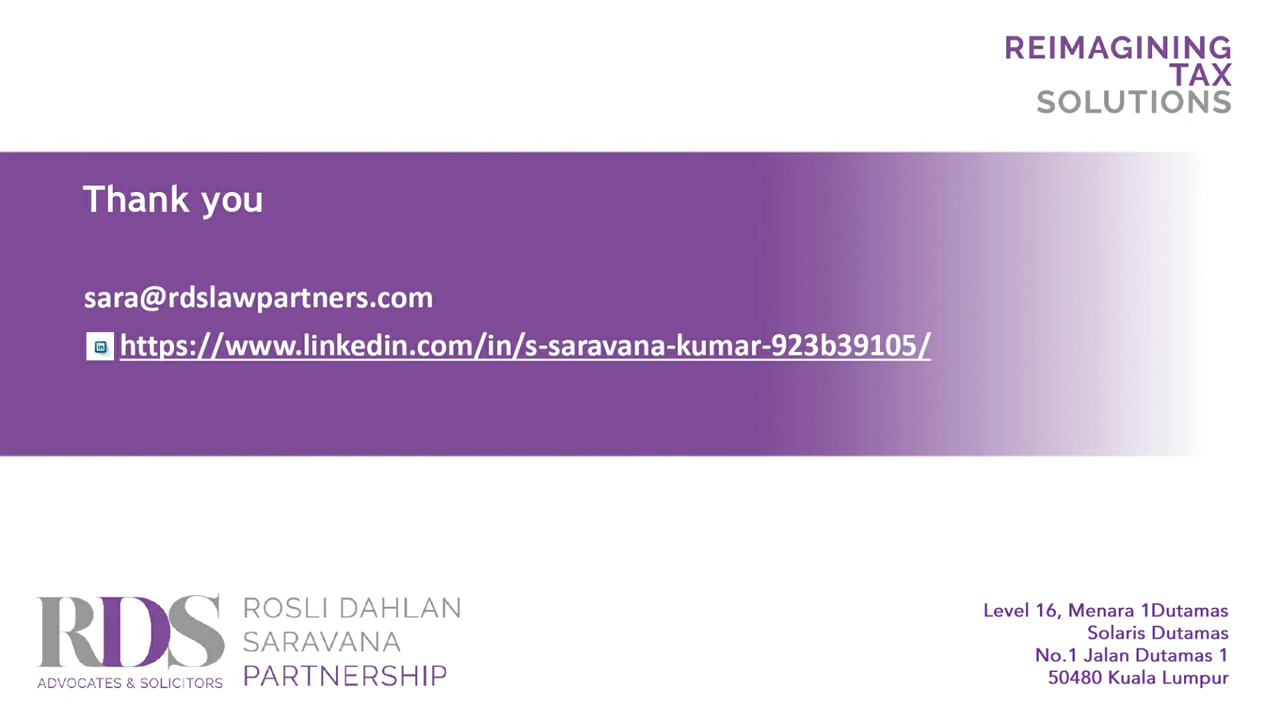 REIMAGINING
TAX
SOLUTIONS
Thank you
sara@rdslawpartners.com
in https://www.linkedin.com/in/s-saravana-kumar-923b39105/
RDS
ADVOCATES & SOLICITORS
ROSLI DAHLAN
SARAVANA
PARTNERSHIP
Level 16, Menara 1Dutamas
Solaris Dutamas
No.1 Jalan Dutamas 1
50480 Kuala Lumpur